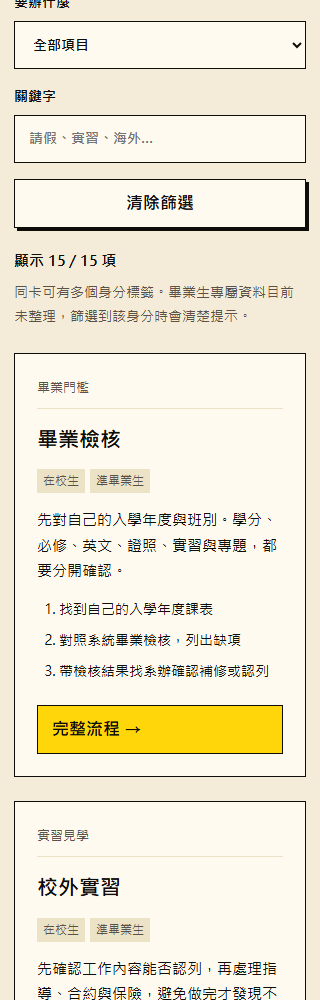 要辦什麼
全部項目
關鍵字
請假、實習、海外...
清除篩選
顯示 15 / 15 項
同卡可有多個身分標籤。畢業生專屬資料目前
未整理，篩選到該身分時會清楚提示。
畢業門檻
畢業檢核
在校生 準畢業生
先對自己的入學年度與班別。學分、
必修、英文、證照、實習與專題，都
要分開確認。
1. 找到自己的入學年度課表
2. 對照系統畢業檢核，列出缺項
3. 帶檢核結果找系辦確認補修或認列
完整流程 →
實習見學
校外實習
在校生 準畢業生
先確認工作內容能否認列，再處理指
導、合約與保險，避免做完才發現不